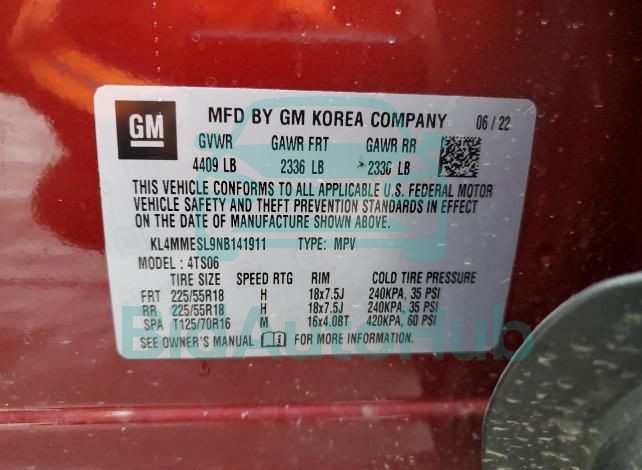 GM MFD BY GM KOREA COMPANY 06 / 22
GVWR GAWR FRT GAWR RR
4409 LB 2336 LB 2336 LB
THIS VEHICLE CONFORMS TO ALL APPLICABLE U.S. FEDERAL MOTOR
VEHICLE SAFETY AND THEFT PREVENTION STANDARDS IN EFFECT
ON THE DATE OF MANUFACTURE SHOWN ABOVE.
KL4MMESL9NB141911 TYPE: MPV
MODEL : 4TS06
TIRE SIZE SPEED RTG RIM COLD TIRE PRESSURE
FRT 225/55R18 H 18x7.5J 240KPA, 35 PSI
RR 225/55R18 H 18x7.5J 240KPA, 35 PSI
SPA T125/70R16 M 16x4.0BT 420KPA, 60 PSI
SEE OWNER'S MANUAL FOR MORE INFORMATION.
BidAutoHub